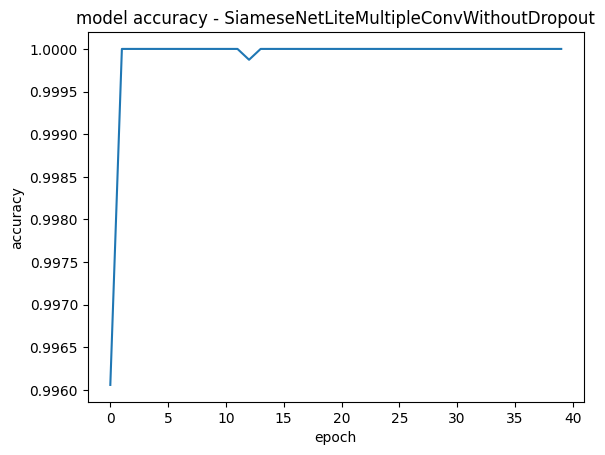 model accuracy - SiameseNetLiteMultipleConvWithoutDropout
1.0000
0.9995
0.9990
0.9985
0.9980
0.9975
0.9970
0.9965
0.9960
accuracy
0 5 10 15 20 25 30 35 40
epoch